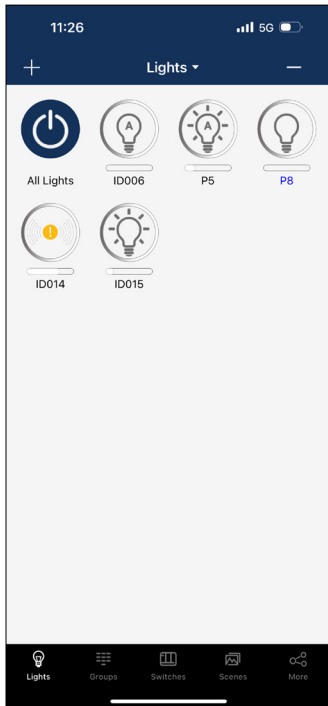 11:26 5G
Lights
All Lights A ID006 A P5 P8
! ID014 ID015
Lights Groups Switches Scenes More